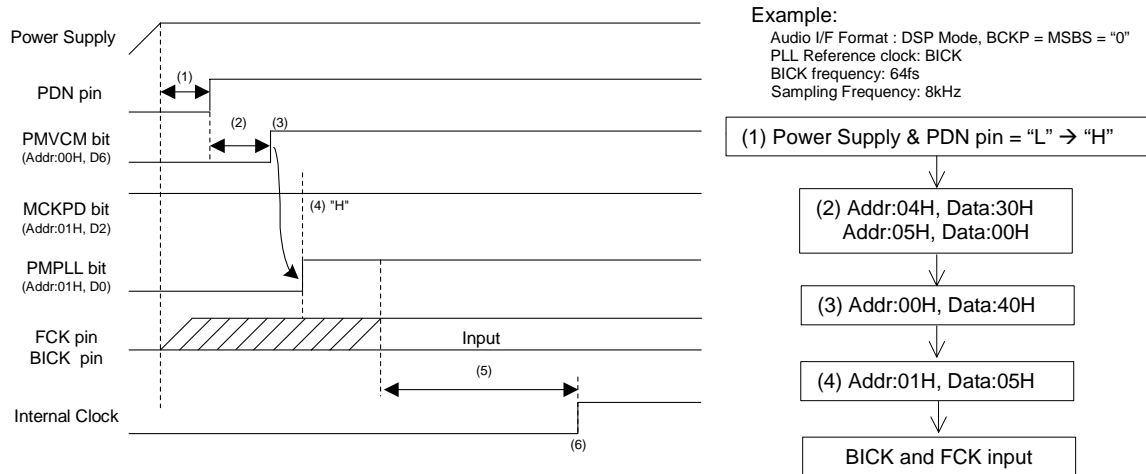 Power Supply
(1)
PDN pin
(2)
(3)
PMVCM bit
(Addr:00H, D6)
(4) "H"
MCKPD bit
(Addr:01H, D2)
PMPLL bit
(Addr:01H, D0)
FCK pin
BICK pin
Input
(5)
Internal Clock
(6)
Example:
Audio I/F Format : DSP Mode, BCKP = MSBS = “0”
PLL Reference clock: BICK
BICK frequency: 64fs
Sampling Frequency: 8kHz
(1) Power Supply & PDN pin = “L” → “H”
(2) Addr:04H, Data:30H
Addr:05H, Data:00H
(3) Addr:00H, Data:40H
(4) Addr:01H, Data:05H
BICK and FCK input